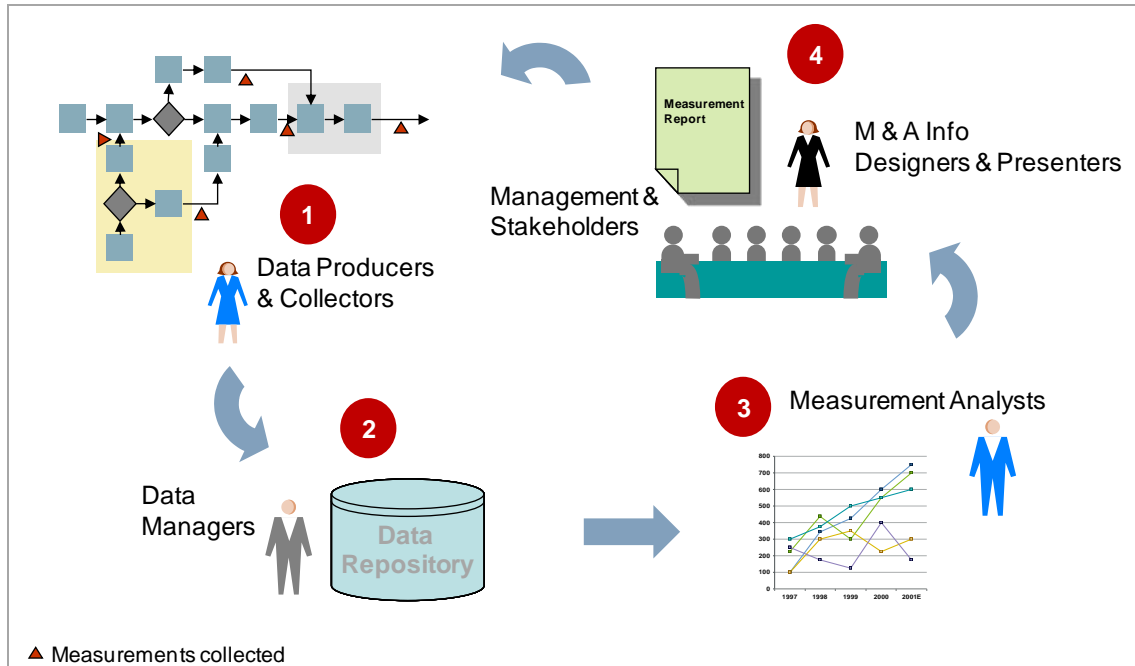 1
Data Producers
& Collectors
2
Data
Managers
Data
Repository
3
Measurement Analysts
800
700
600
500
400
300
200
100
0
1997 1998 1999 2000 2001E
4
Measurement
Report
M & A Info
Designers & Presenters
Management &
Stakeholders
Measurements collected